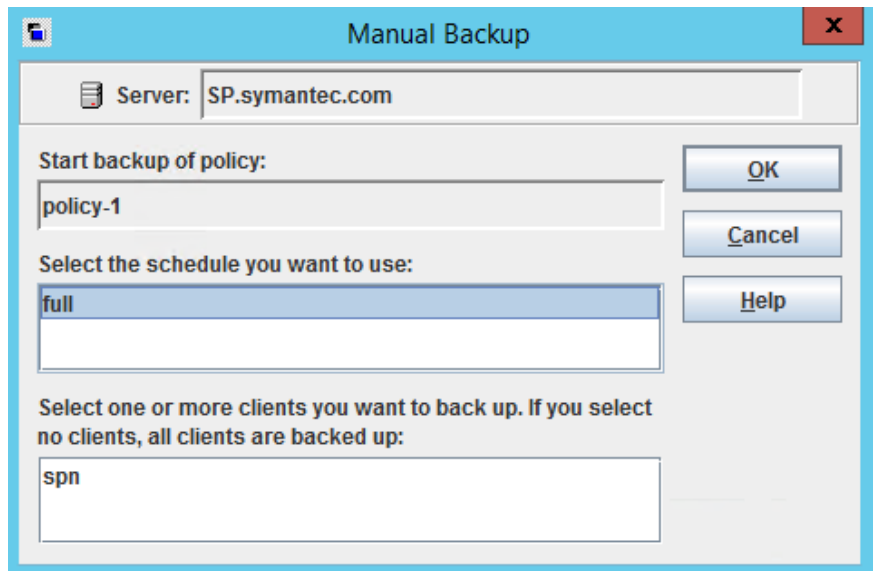 Manual Backup
x
Server: SP.symantec.com
Start backup of policy:
policy-1
OK
Cancel
Help
Select the schedule you want to use:
full
Select one or more clients you want to back up. If you select
no clients, all clients are backed up:
spn